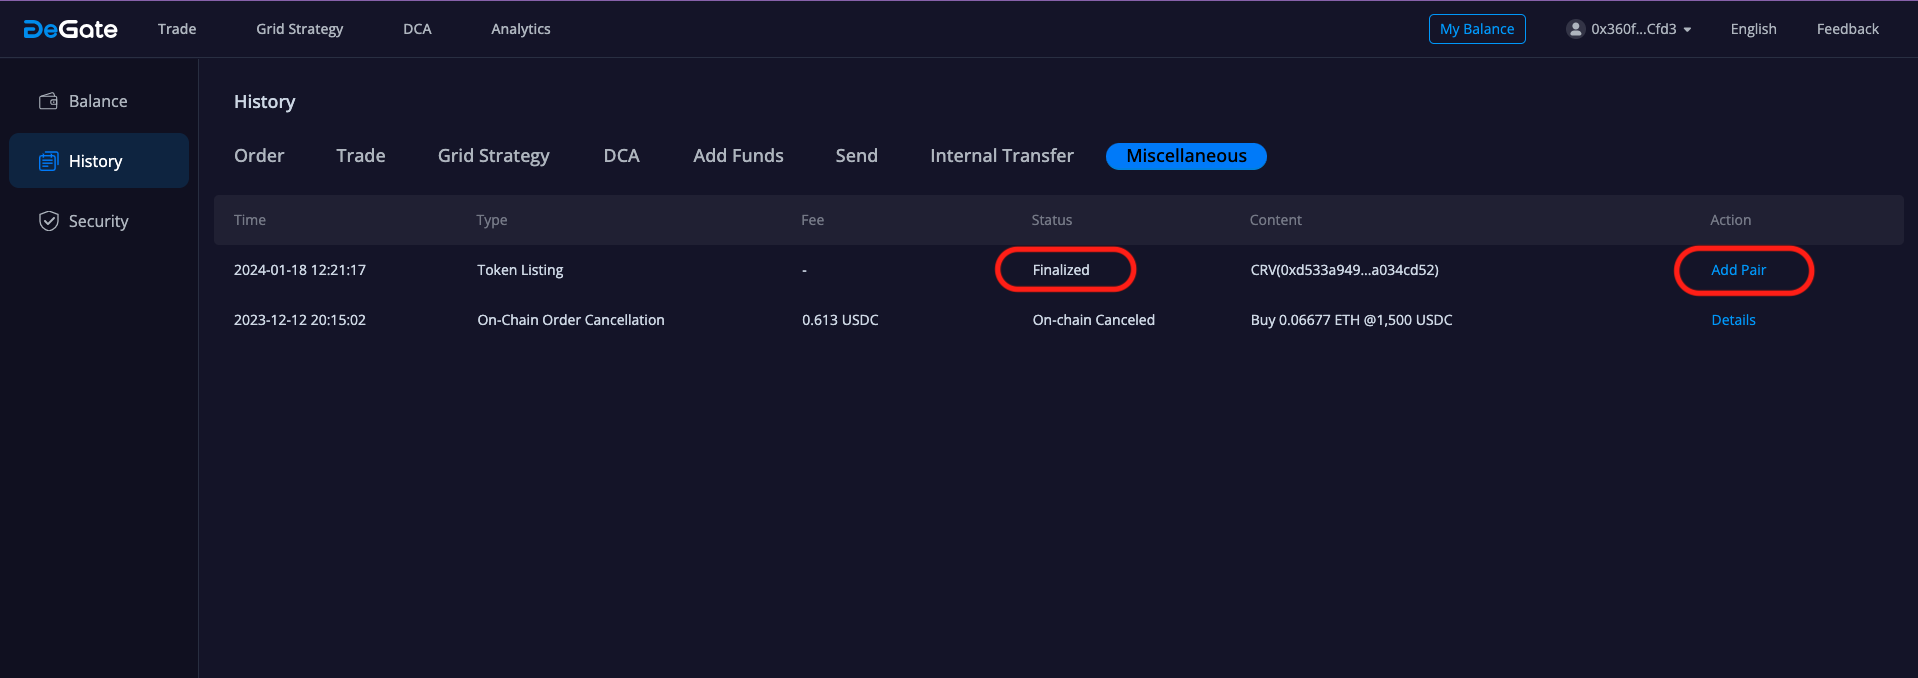 DeGate Trade Grid Strategy DCA Analytics My Balance 0x360f...Cfd3 English Feedback
Balance
History
Security
History
Order Trade Grid Strategy DCA Add Funds Send Internal Transfer Miscellaneous
Time Type Fee Status Content Action
2024-01-18 12:21:17 Token Listing - Finalized CRV(0xd533a949...a034cd52) Add Pair
2023-12-12 20:15:02 On-Chain Order Cancellation 0.613 USDC On-chain Canceled Buy 0.06677 ETH @1,500 USDC Details